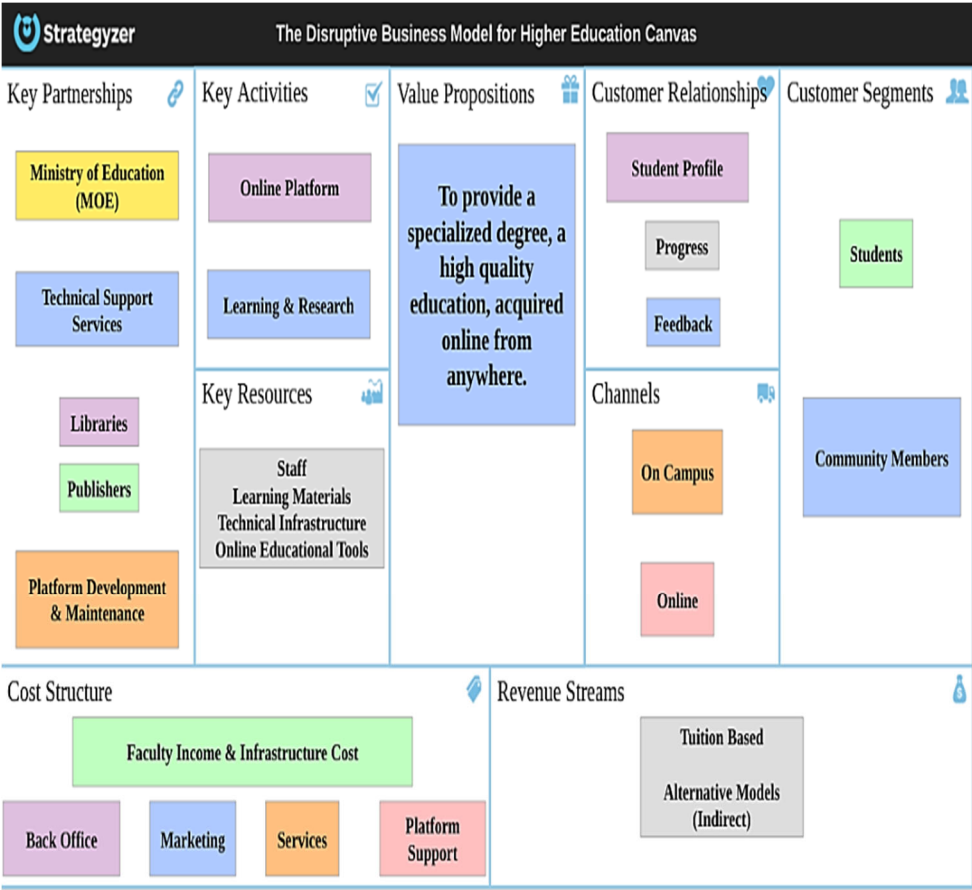 Strategyzer
The Disruptive Business Model for Higher Education Canvas
Key Partnerships
Ministry of Education
(MOE)
Technical Support
Services
Libraries
Publishers
Platform Development
& Maintenance
Key Activities
Online Platform
Learning & Research
Key Resources
Staff
Learning Materials
Technical Infrastructure
Online Educational Tools
Value Propositions
To provide a
specialized degree, a
high quality
education, acquired
online from
anywhere.
Customer Relationships
Student Profile
Progress
Feedback
Channels
On Campus
Online
Customer Segments
Students
Community Members
Cost Structure
Faculty Income & Infrastructure Cost
Back Office
Marketing
Services
Platform
Support
Revenue Streams
$
Tuition Based
Alternative Models
(Indirect)